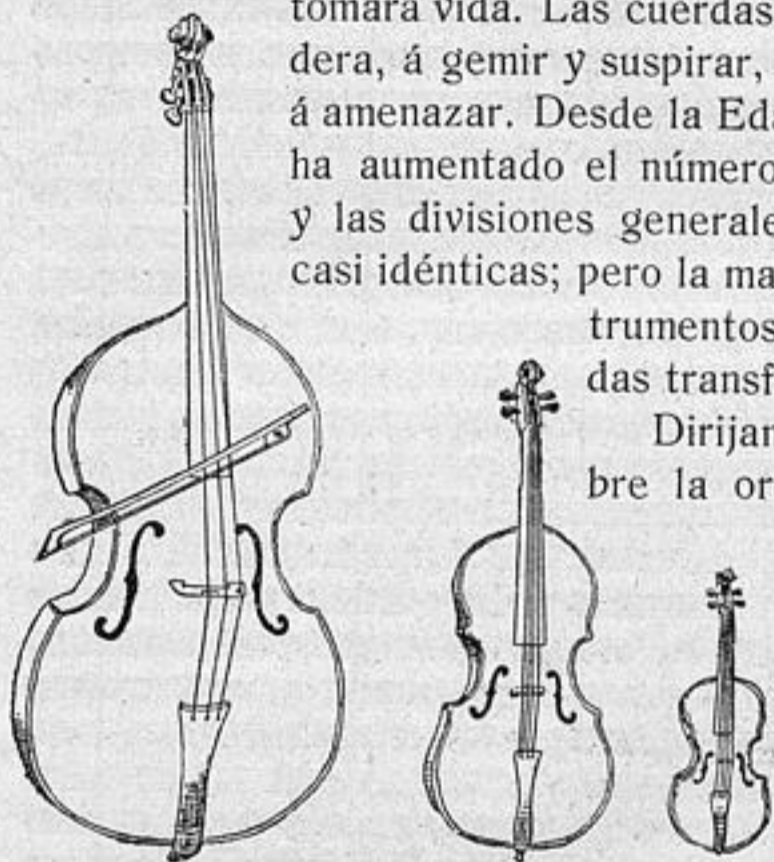 tomara vida. Las cuerdas
dera, á gemir y suspirar,
á amenazar. Desde la Eda
ha aumentado el número
y las divisiones generale
casi idénticas; pero la ma
trumentos
das transf
Dirijan
bre la or